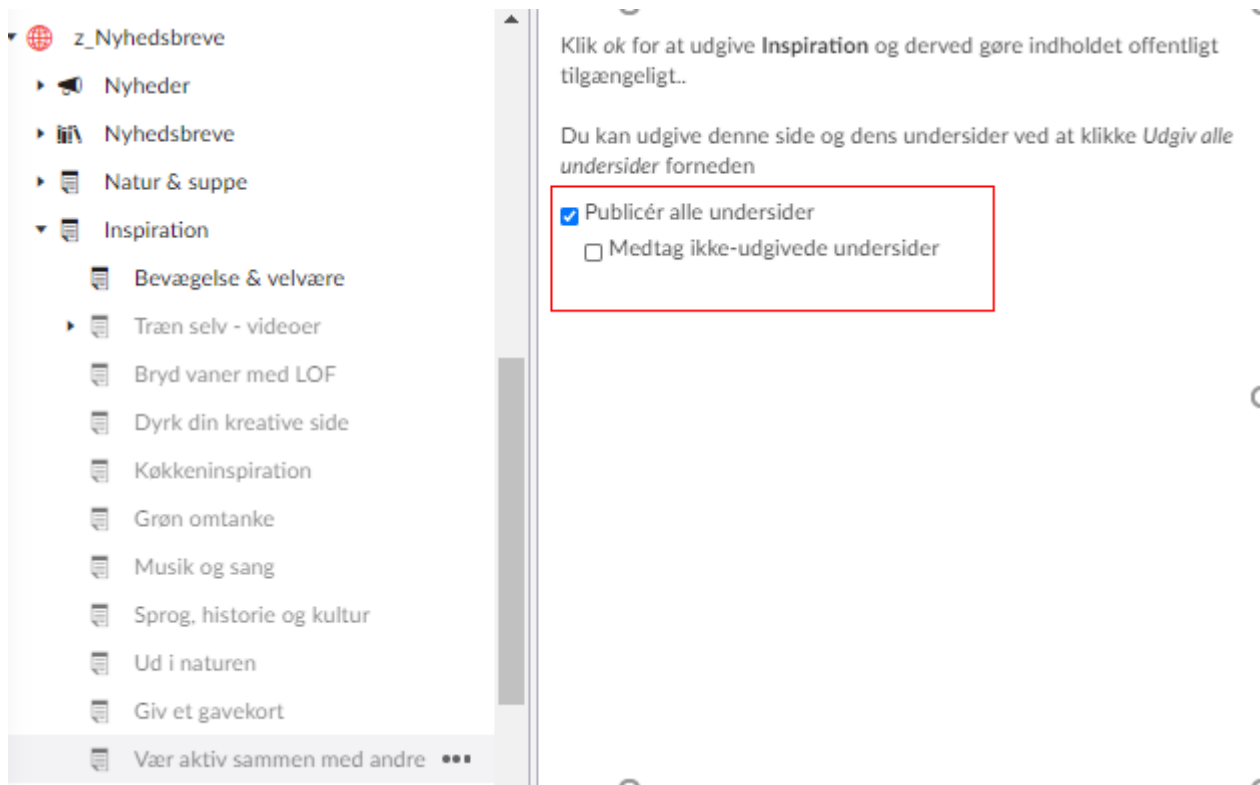 z_Nyhedsbreve
Nyheder
Nyhedsbreve
Natur & suppe
Inspiration
Bevægelse & velvære
Træn selv - videoer
Bryd vaner med LOF
Dyrk din kreative side
Køkkeninspiration
Grøn omtanke
Musik og sang
Sprog, historie og kultur
Ud i naturen
Giv et gavekort
Vær aktiv sammen med andre
Klik ok for at udgive Inspiration og derved gøre indholdet offentligt
tilgængeligt..
Du kan udgive denne side og dens undersider ved at klikke Udgiv alle
undersider forneden
Publicér alle undersider
Medtag ikke-udgivede undersider